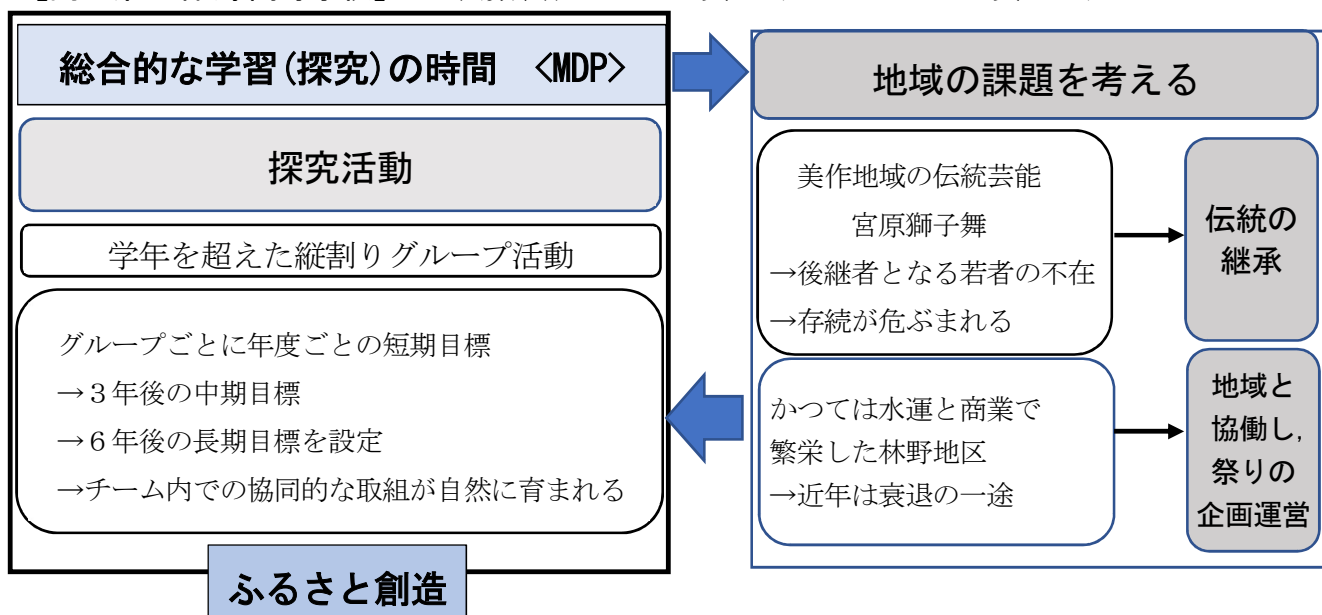 総合的な学習(探究)の時間 〈MDP〉
探究活動
学年を超えた縦割りグループ活動
グループごとに年度ごとの短期目標
→３年後の中期目標
→６年後の長期目標を設定
→チーム内での協同的な取組が自然に育まれる
ふるさと創造
地域の課題を考える
美作地域の伝統芸能
宮原獅子舞
→後継者となる若者の不在
→存続が危ぶまれる
伝統の
継承
かつては水運と商業で
繁栄した林野地区
→近年は衰退の一途
地域と
協働し,
祭りの
企画運営